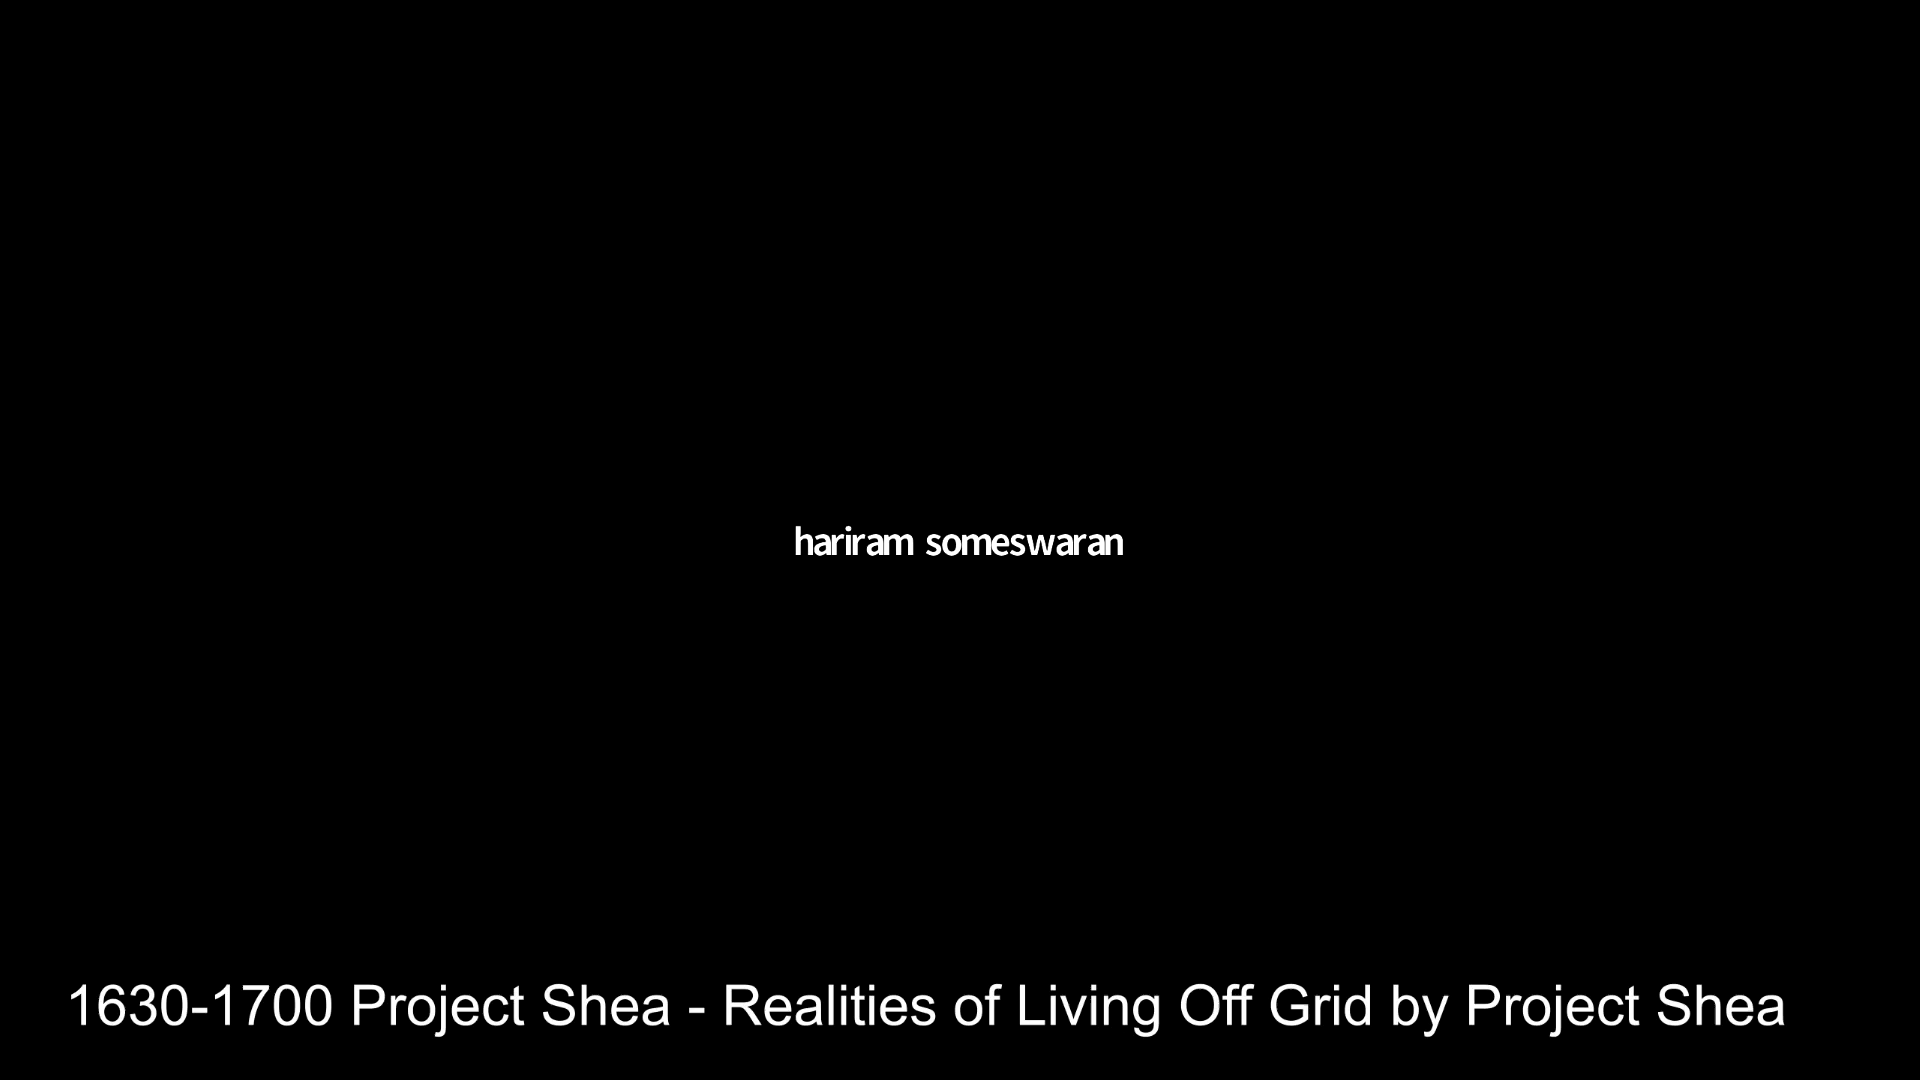 hariram someswaran
1630-1700 Project Shea - Realities of Living Off Grid by Project Shea